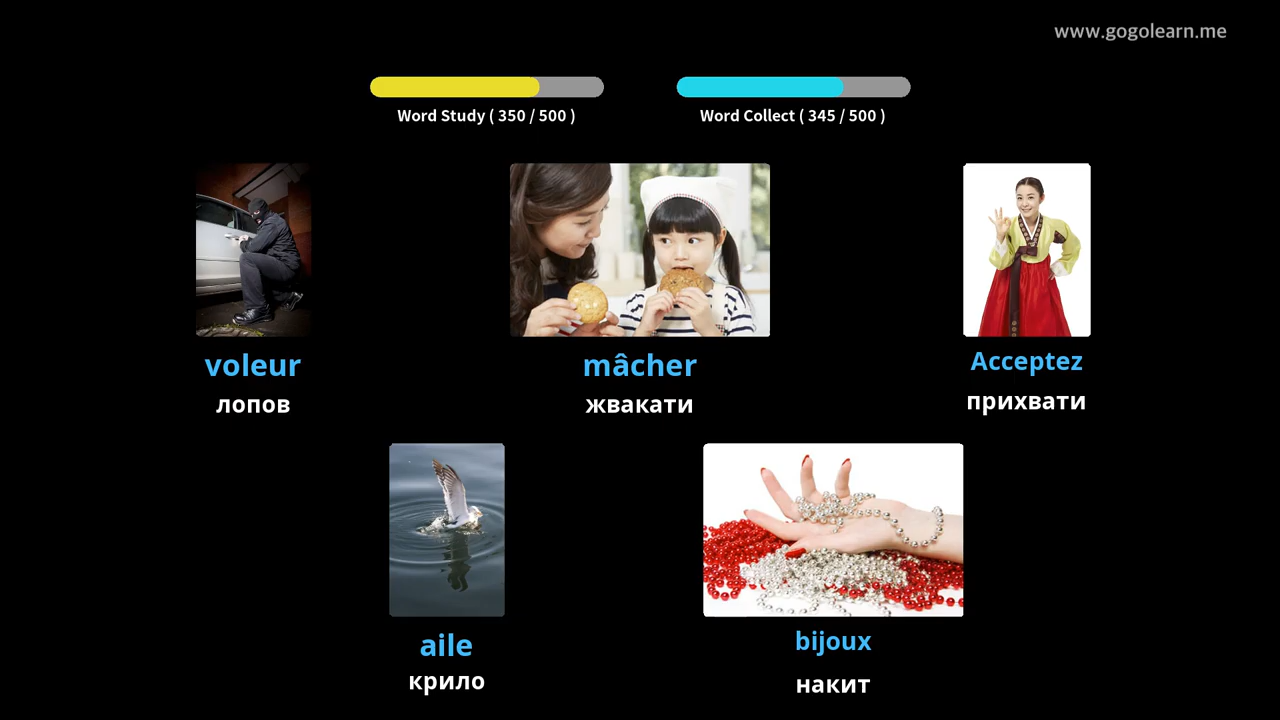 www.gogolearn.me
Word Study ( 350 / 500 )
Word Collect ( 345 / 500 )
voleur
лопов
mâcher
жвакати
Acceptez
прихвати
aile
крило
bijoux
накит